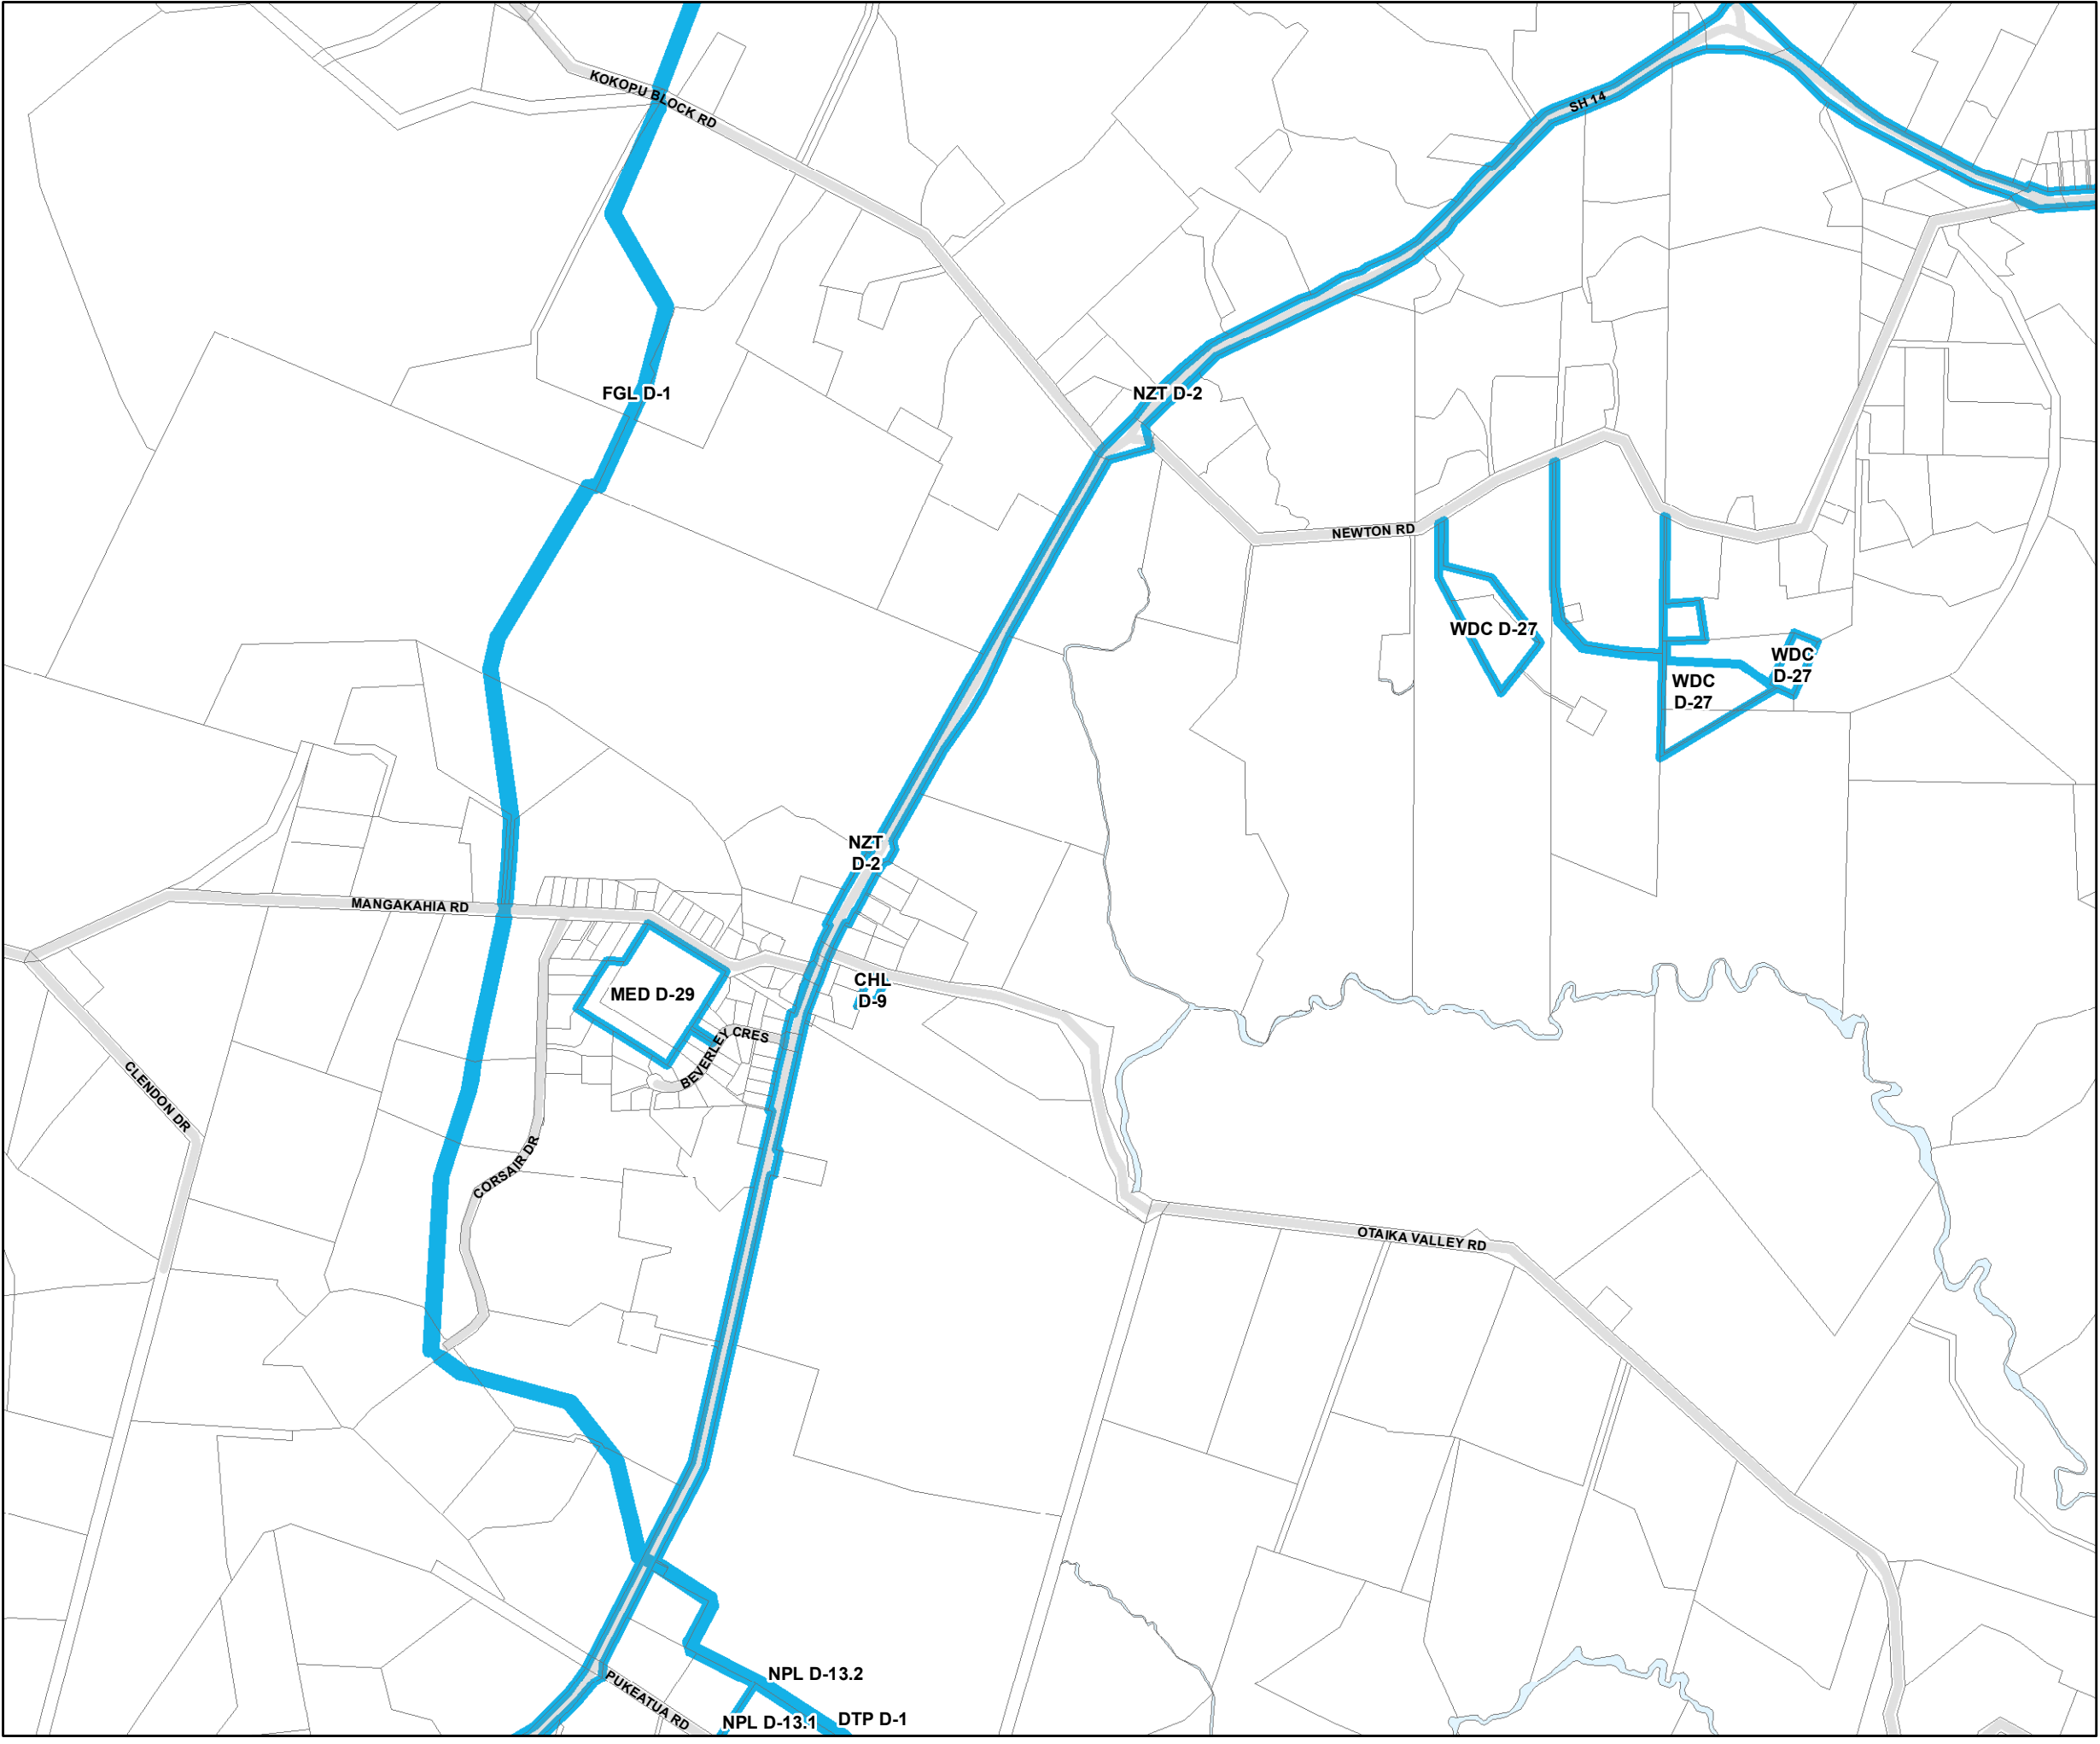 KOKOPU BLOCK RD
SH 14
FGL D-1
NZT D-2
NEWTON RD
WDC D-27
WDC
D-27
WDC
D-27
NZT
D-2
MANGAKAHIA RD
CHL
D-9
MED D-29
BEVERLEY CRES
CLENDON DR
CORSAIR DR
OTAIKA VALLEY RD
NPL D-13.2
PUKEATUA RD
NPL D-13.1
DTP D-1